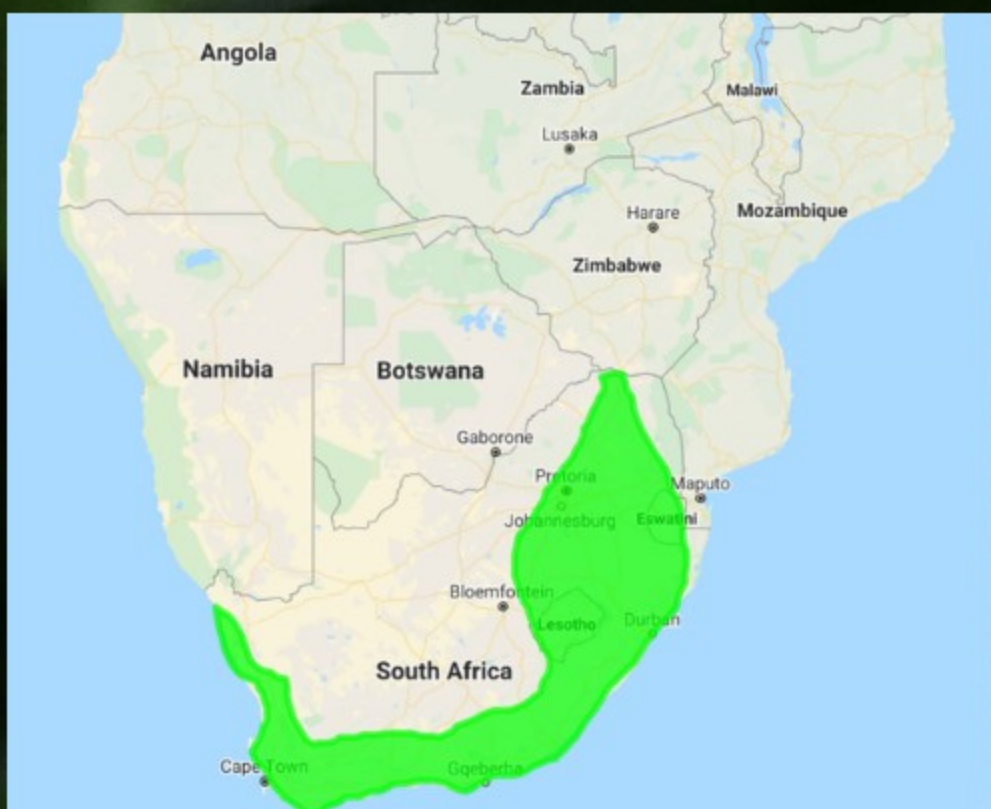 Angola
Zambia
Malawi
Lusaka
Harare
Mozambique
Zimbabwe
Namibia
Botswana
Gaborone
Pretoria
Maputo
Johannesburg
Eswatini
Bloemfontein
Lesotho
Durban
South Africa
Cape Town
Gqeberha